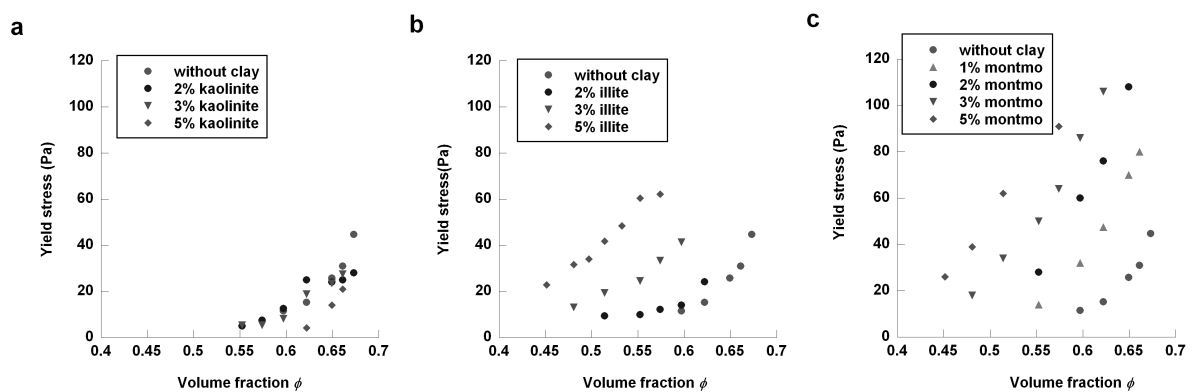 a
120
100
80
60
40
20
0
Yield stress (Pa)
without clay
2% kaolinite
3% kaolinite
5% kaolinite
0.4 0.45 0.5 0.55 0.6 0.65 0.7
Volume fraction ϕ
b
120
100
80
60
40
20
0
Yield stress(Pa)
without clay
2% illite
3% illite
5% illite
0.4 0.45 0.5 0.55 0.6 0.65 0.7
Volume fraction ϕ
c
120
100
80
60
40
20
0
Yield stress (Pa)
without clay
1% montmo
2% montmo
3% montmo
5% montmo
0.4 0.45 0.5 0.55 0.6 0.65 0.7
Volume fraction ϕ